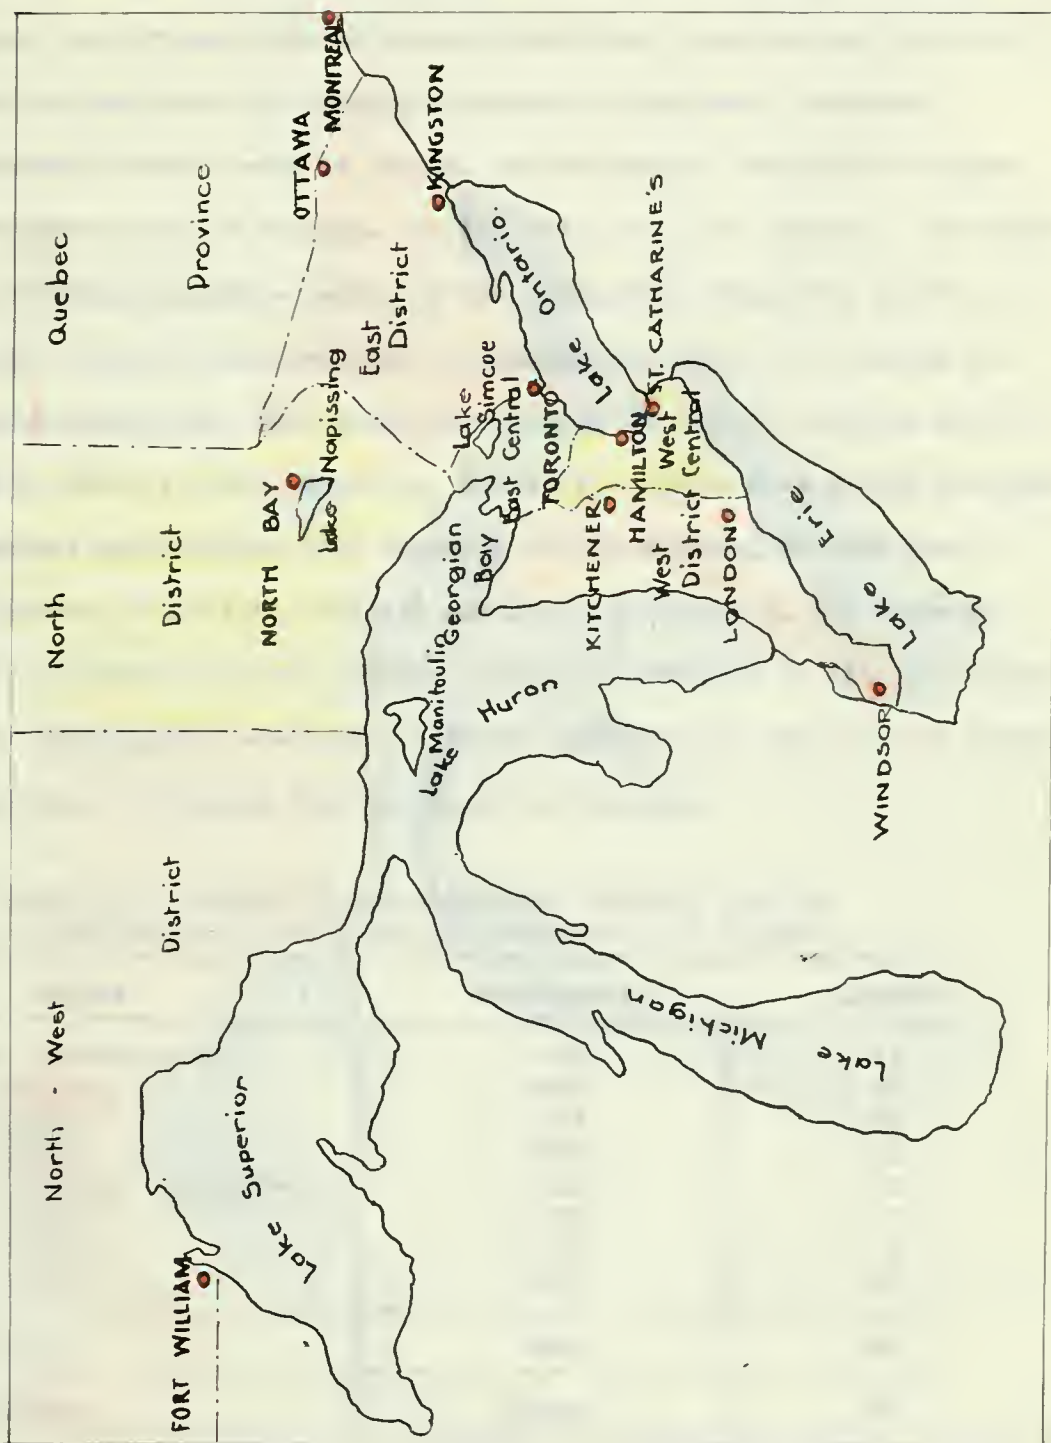 North - West
District
North
District
Quebec
Province
FORT WILLIAM
Lake Superior
NORTH BAY
Lake Napissing
OTTAWA
MONTREAL
East
District
KINGSTON
Lake
Simcoe
East Central
Georgian
Bay
Manitoulin
Lake Huron
TORONTO
Lake Ontario
KITCHENER
HAMILTON
ST. CATHARINE'S
West
District
West
Central
LONDON
Lake Erie
WINDSOR
Lake Michigan